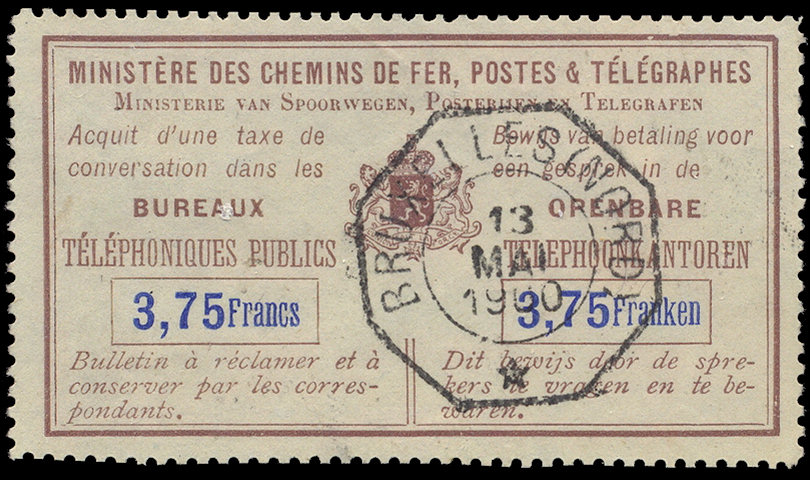 MINISTÈRE DES CHEMINS DE FER, POSTES & TÉLÉGRAPHES
MINISTERIE VAN SPOORWEGEN, POSTERIJEN EN TELEGRAFEN
Acquit d'une taxe de
conversation dans les
BUREAUX
TÉLÉPHONIQUES PUBLICS
3,75 Francs
Bulletin à réclamer et à
conserver par les corres-
pondants.
Bewijs van betaling voor
een gesprek in de
OPENBARE
TELEPHOONKANTOREN
3,75 Franken
Dit bewijs door de spre-
kers te vragen en te be-
waren.
BRUXELLES (NORD)
13
MAI
1900